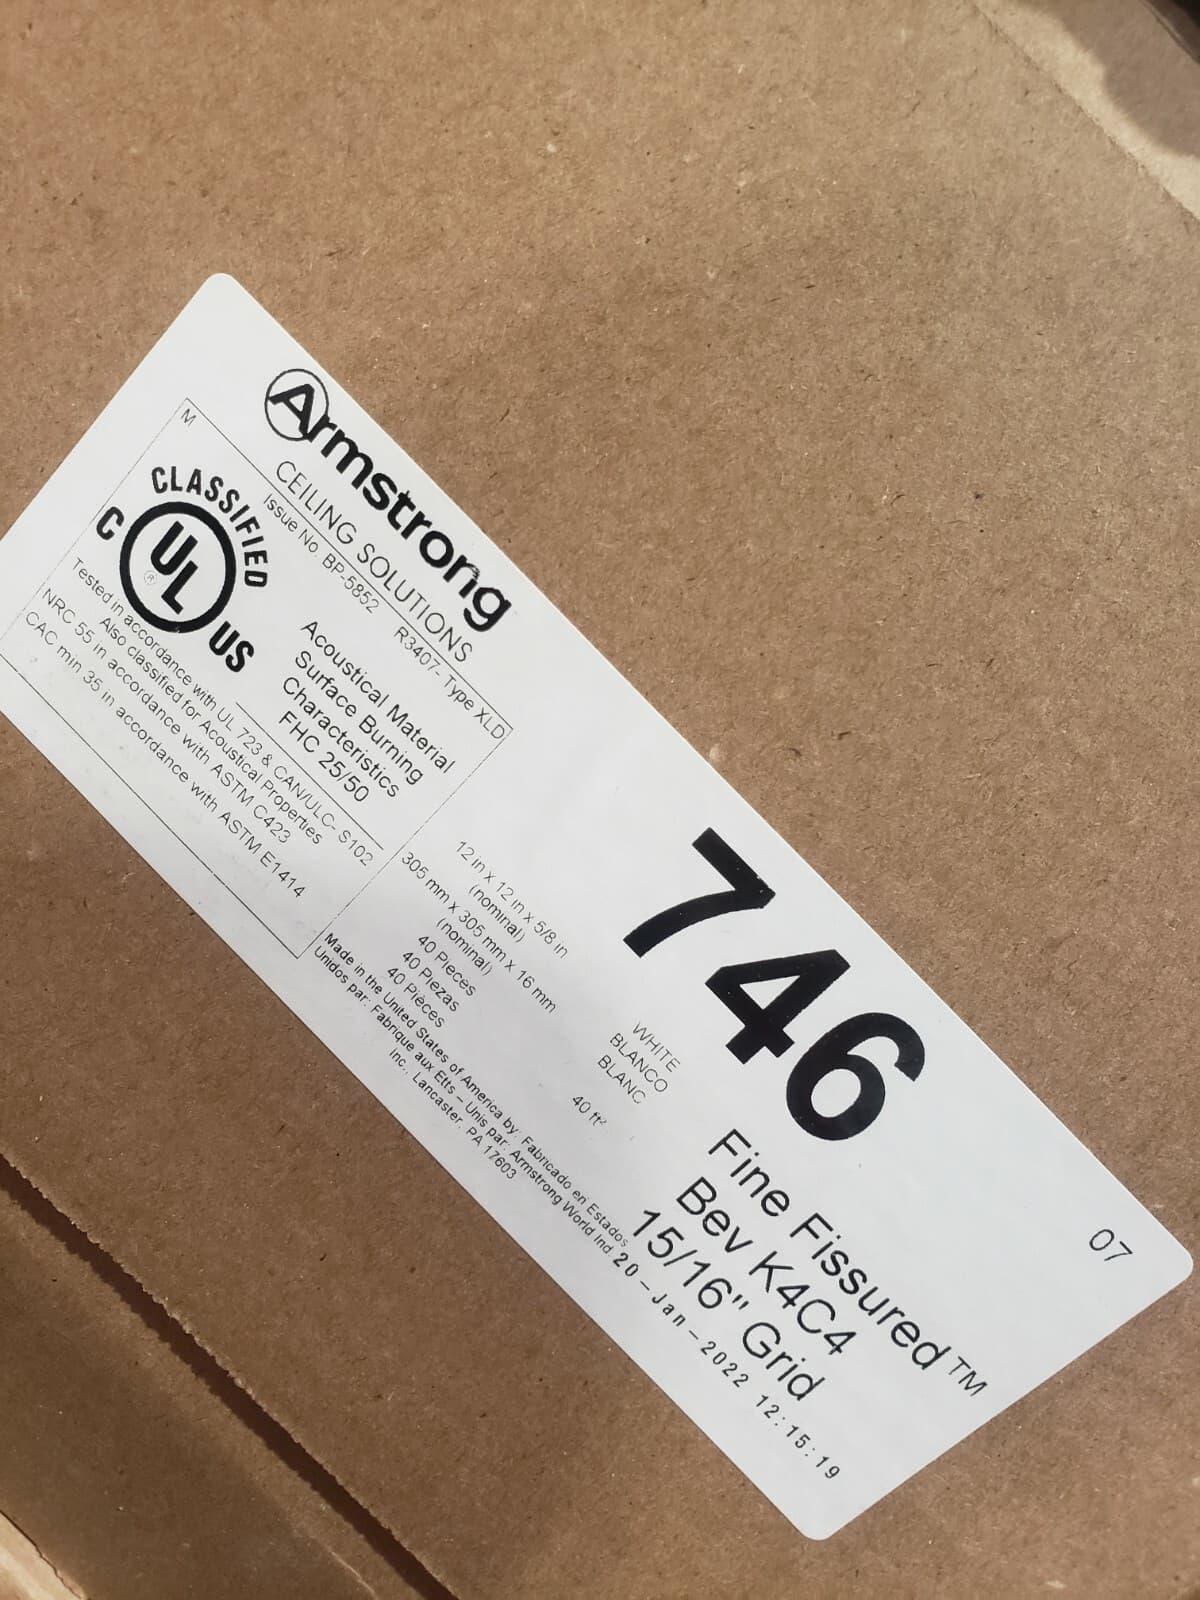 Armstrong
CEILING SOLUTIONS
Issue No. BP-5852 R3407- Type XLD
M
CLASSIFIED
C UL US
®
Acoustical Material
Surface Burning
Characteristics
FHC 25/50
Tested in accordance with UL 723 & CAN/ULC- S102
Also classified for Acoustical Properties
NRC 55 in accordance with ASTM C423
CAC min 35 in accordance with ASTM E1414
746
Fine Fissured™
Bev K4C4
15/16" Grid
12 in x 12 in x 5/8 in
(nominal)
305 mm x 305 mm x 16 mm
(nominal)
40 Pieces
40 Piezas
40 Pièces
WHITE
BLANCO
BLANC
40 ft²
Made in the United States of America by: Fabricado en Estados
Unidos par: Fabrique aux Etts – Unis par: Armstrong World Ind.
Inc., Lancaster, PA 17603
20-Jan-2022 12:15:19
07